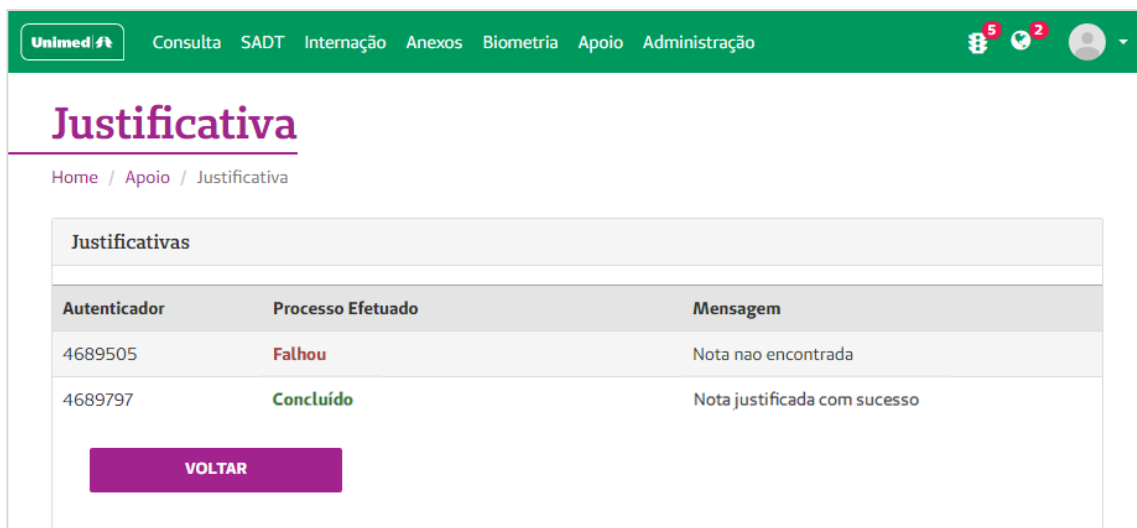 Unimed Consulta SADT Internação Anexos Biometria Apoio Administração 5 2
Justificativa
Home / Apoio / Justificativa
Justificativas
Autenticador Processo Efetuado Mensagem
4689505 Falhou Nota nao encontrada
4689797 Concluído Nota justificada com sucesso
VOLTAR